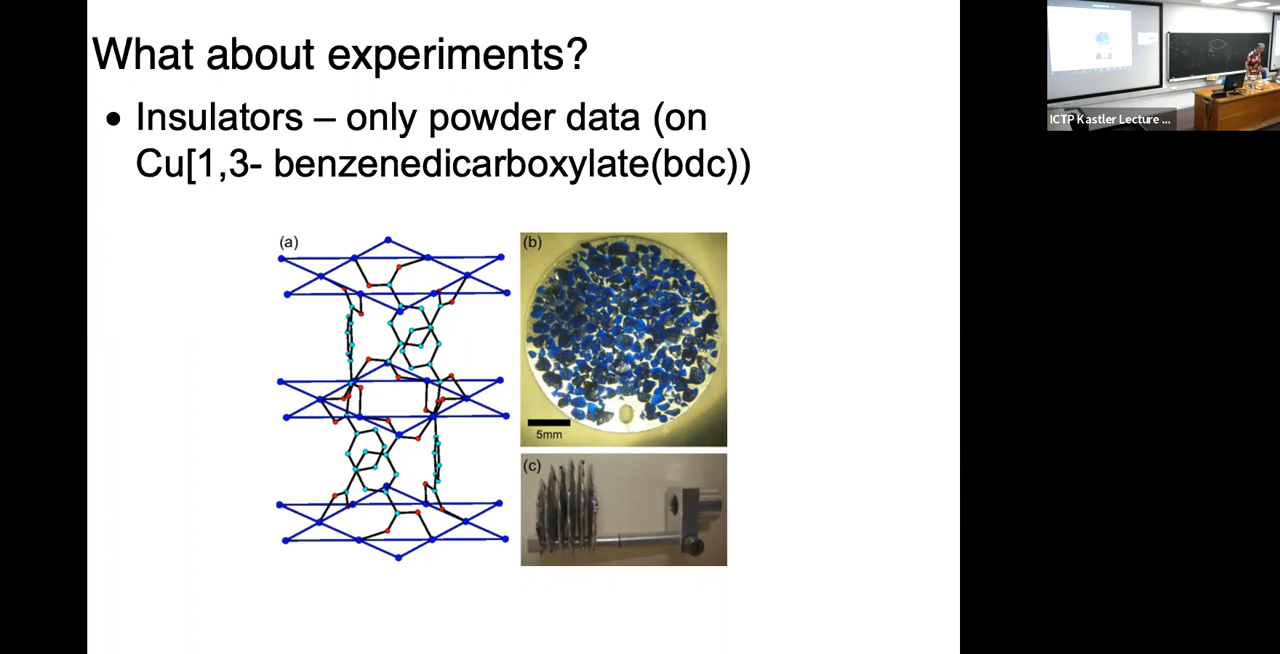 What about experiments?
• Insulators – only powder data (on
Cu[1,3- benzenedicarboxylate(bdc))
(a)
(b)
5mm
(c)
ICTP Kastler Lecture ...